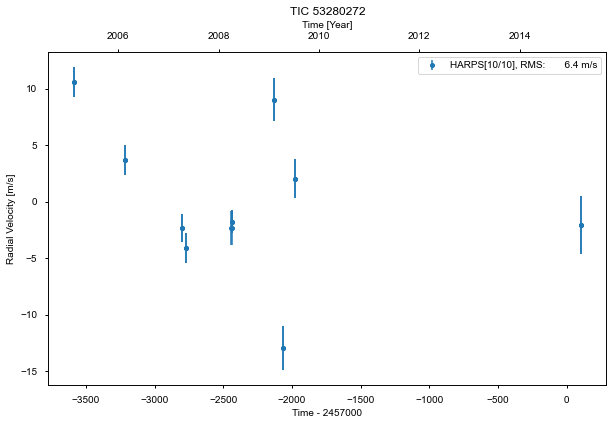 TIC 53280272
Time [Year]
2006 2008 2010 2012 2014
HARPS[10/10], RMS: 6.4 m/s
10
5
0
−5
−10
−15
Radial Velocity [m/s]
−3500 −3000 −2500 −2000 −1500 −1000 −500 0
Time - 2457000